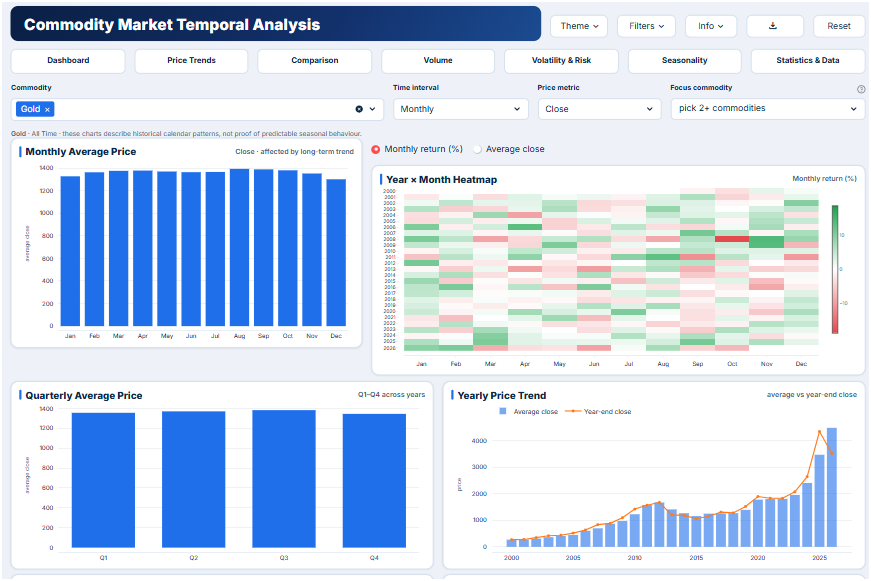 Commodity Market Temporal Analysis
Theme
Filters
Info
Reset
Dashboard
Price Trends
Comparison
Volume
Volatility & Risk
Seasonality
Statistics & Data
Commodity
Time interval
Price metric
Focus commodity
Gold ×
Monthly
Close
pick 2+ commodities
Gold · All Time · these charts describe historical calendar patterns, not proof of predictable seasonal behaviour.
Monthly Average Price
Close · affected by long-term trend
1400
1200
1000
800
600
400
200
0
average close
Jan Feb Mar Apr May Jun Jul Aug Sep Oct Nov Dec
Monthly return (%)
Average close
Year × Month Heatmap
Monthly return (%)
2000
2001
2002
2003
2004
2005
2006
2007
2008
2009
2010
2011
2012
2013
2014
2015
2016
2017
2018
2019
2020
2021
2022
2023
2024
2025
2026
Jan Feb Mar Apr May Jun Jul Aug Sep Oct Nov Dec
10
0
−10
Quarterly Average Price
Q1–Q4 across years
1400
1200
1000
800
600
400
200
0
average close
Q1 Q2 Q3 Q4
Yearly Price Trend
average vs year-end close
Average close
Year-end close
4000
3000
2000
1000
0
price
2000 2005 2010 2015 2020 2025